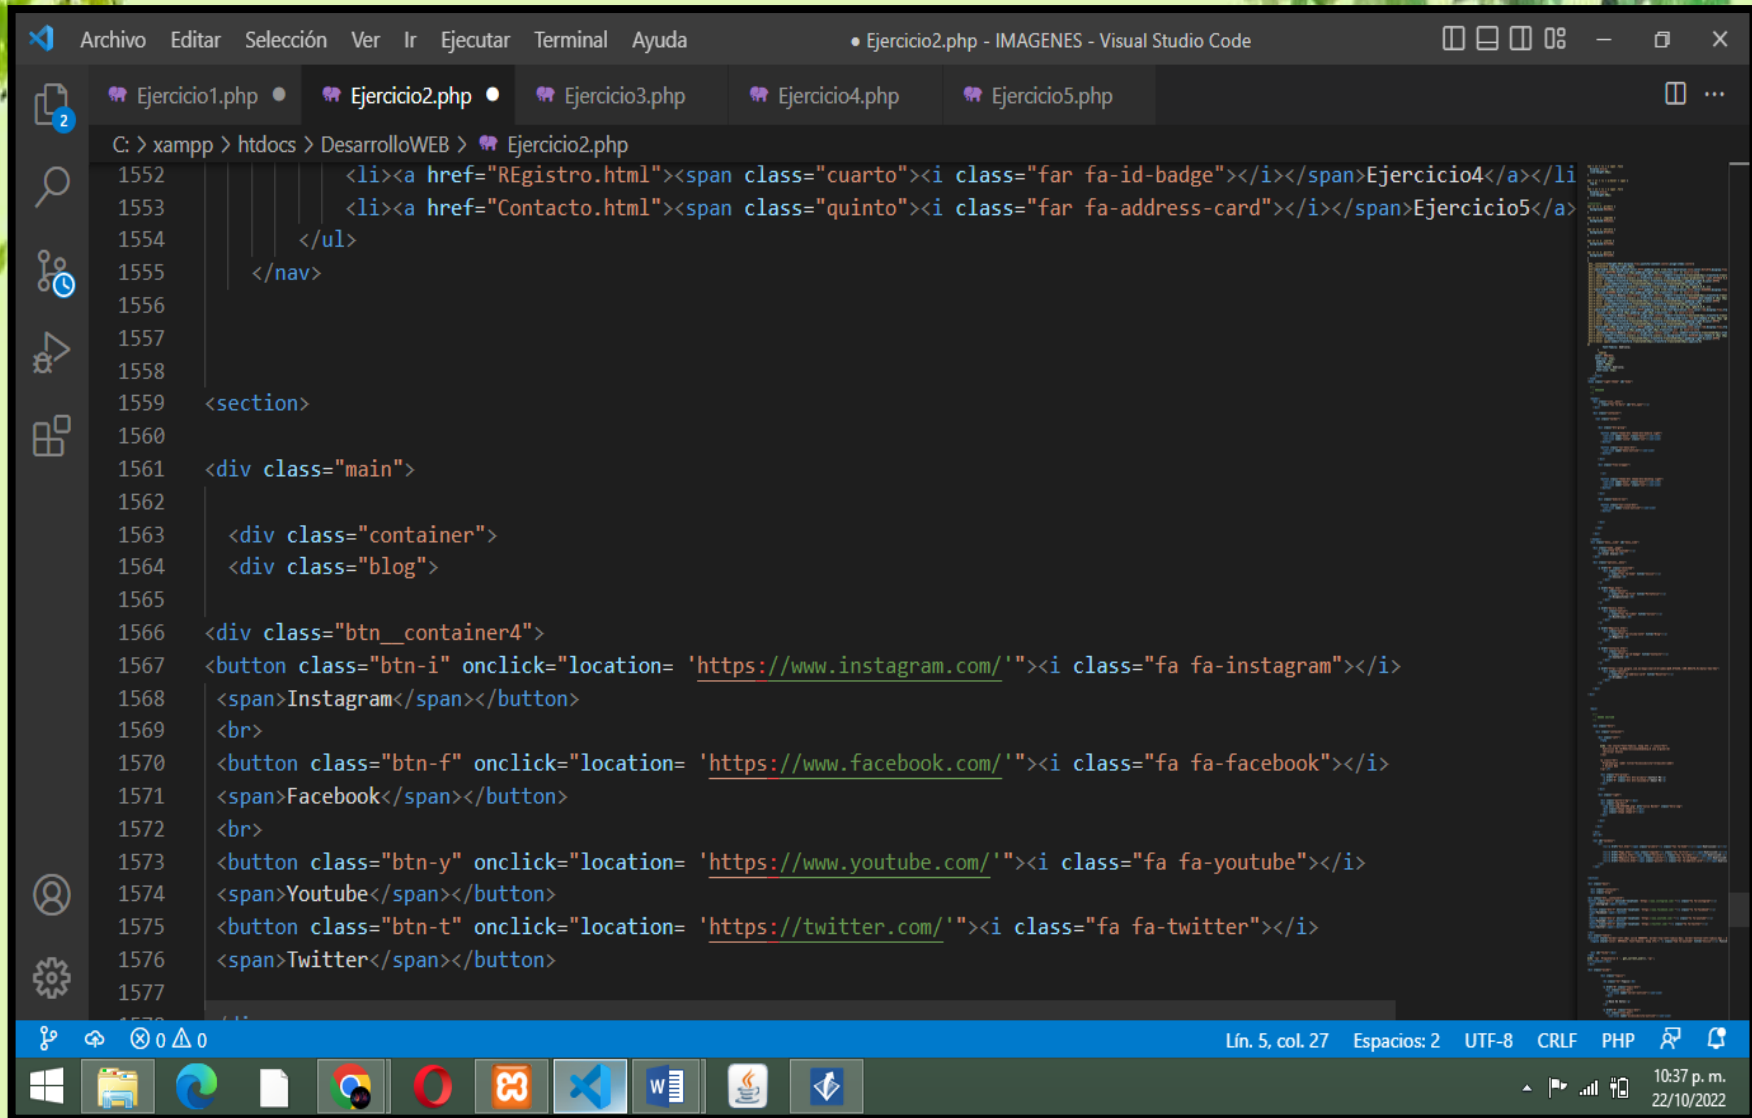 Archivo Editar Selección Ver Ir Ejecutar Terminal Ayuda ● Ejercicio2.php - IMAGENES - Visual Studio Code
Ejercicio1.php ● Ejercicio2.php ● Ejercicio3.php Ejercicio4.php Ejercicio5.php
2
C: > xampp > htdocs > DesarrolloWEB > Ejercicio2.php
1552 <li><a href="REgistro.html"><span class="cuarto"><i class="far fa-id-badge"></i></span>Ejercicio4</a></li
1553 <li><a href="Contacto.html"><span class="quinto"><i class="far fa-address-card"></i></span>Ejercicio5</a>
1554 </ul>
1555 </nav>
1556
1557
1558
1559 <section>
1560
1561 <div class="main">
1562
1563 <div class="container">
1564 <div class="blog">
1565
1566 <div class="btn__container4">
1567 <button class="btn-i" onclick="location= 'https://www.instagram.com/'"><i class="fa fa-instagram"></i>
1568 <span>Instagram</span></button>
1569 <br>
1570 <button class="btn-f" onclick="location= 'https://www.facebook.com/'"><i class="fa fa-facebook"></i>
1571 <span>Facebook</span></button>
1572 <br>
1573 <button class="btn-y" onclick="location= 'https://www.youtube.com/'"><i class="fa fa-youtube"></i>
1574 <span>Youtube</span></button>
1575 <button class="btn-t" onclick="location= 'https://twitter.com/'"><i class="fa fa-twitter"></i>
1576 <span>Twitter</span></button>
1577
0 0 Lín. 5, col. 27 Espacios: 2 UTF-8 CRLF PHP
10:37 p. m.
22/10/2022